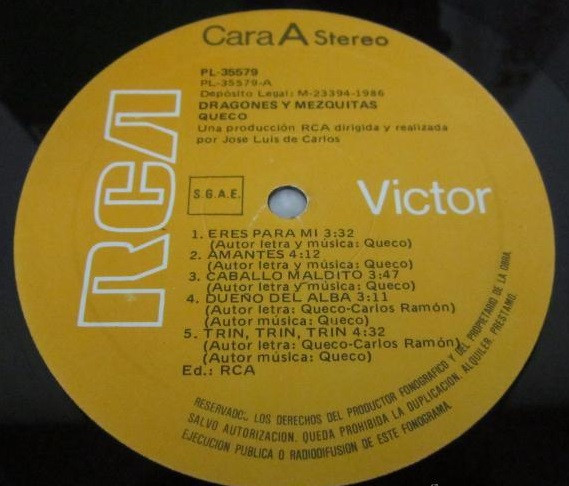 Cara A Stereo
PL-35579
PL-35579-A
Depósito Legal: M-23394-1986
DRAGONES Y MEZQUITAS
QUECO
Una producción RCA dirigida y realizada
por Jose Luis de Carlos
RCA
S.G.A.E.
Victor
1. ERES PARA MI 3:32
(Autor letra y música: Queco)
2. AMANTES 4:12
(Autor letra y música: Queco)
3. CABALLO MALDITO 3:47
(Autor letra y música: Queco)
4. DUEÑO DEL ALBA 3:11
(Autor letra: Queco-Carlos Ramón)
(Autor música: Queco)
5. TRIN, TRIN, TRIN 4:32
(Autor letra: Queco-Carlos Ramón)
(Autor música: Queco)
Ed.: RCA
RESERVADOS LOS DERECHOS DEL PRODUCTOR FONOGRAFICO Y DEL PROPIETARIO DE LA OBRA.
SALVO AUTORIZACION. QUEDA PROHIBIDA LA DUPLICACION. ALQUILER. PRESTAMO.
EJECUCION PUBLICA O RADIODIFUSION DE ESTE FONOGRAMA